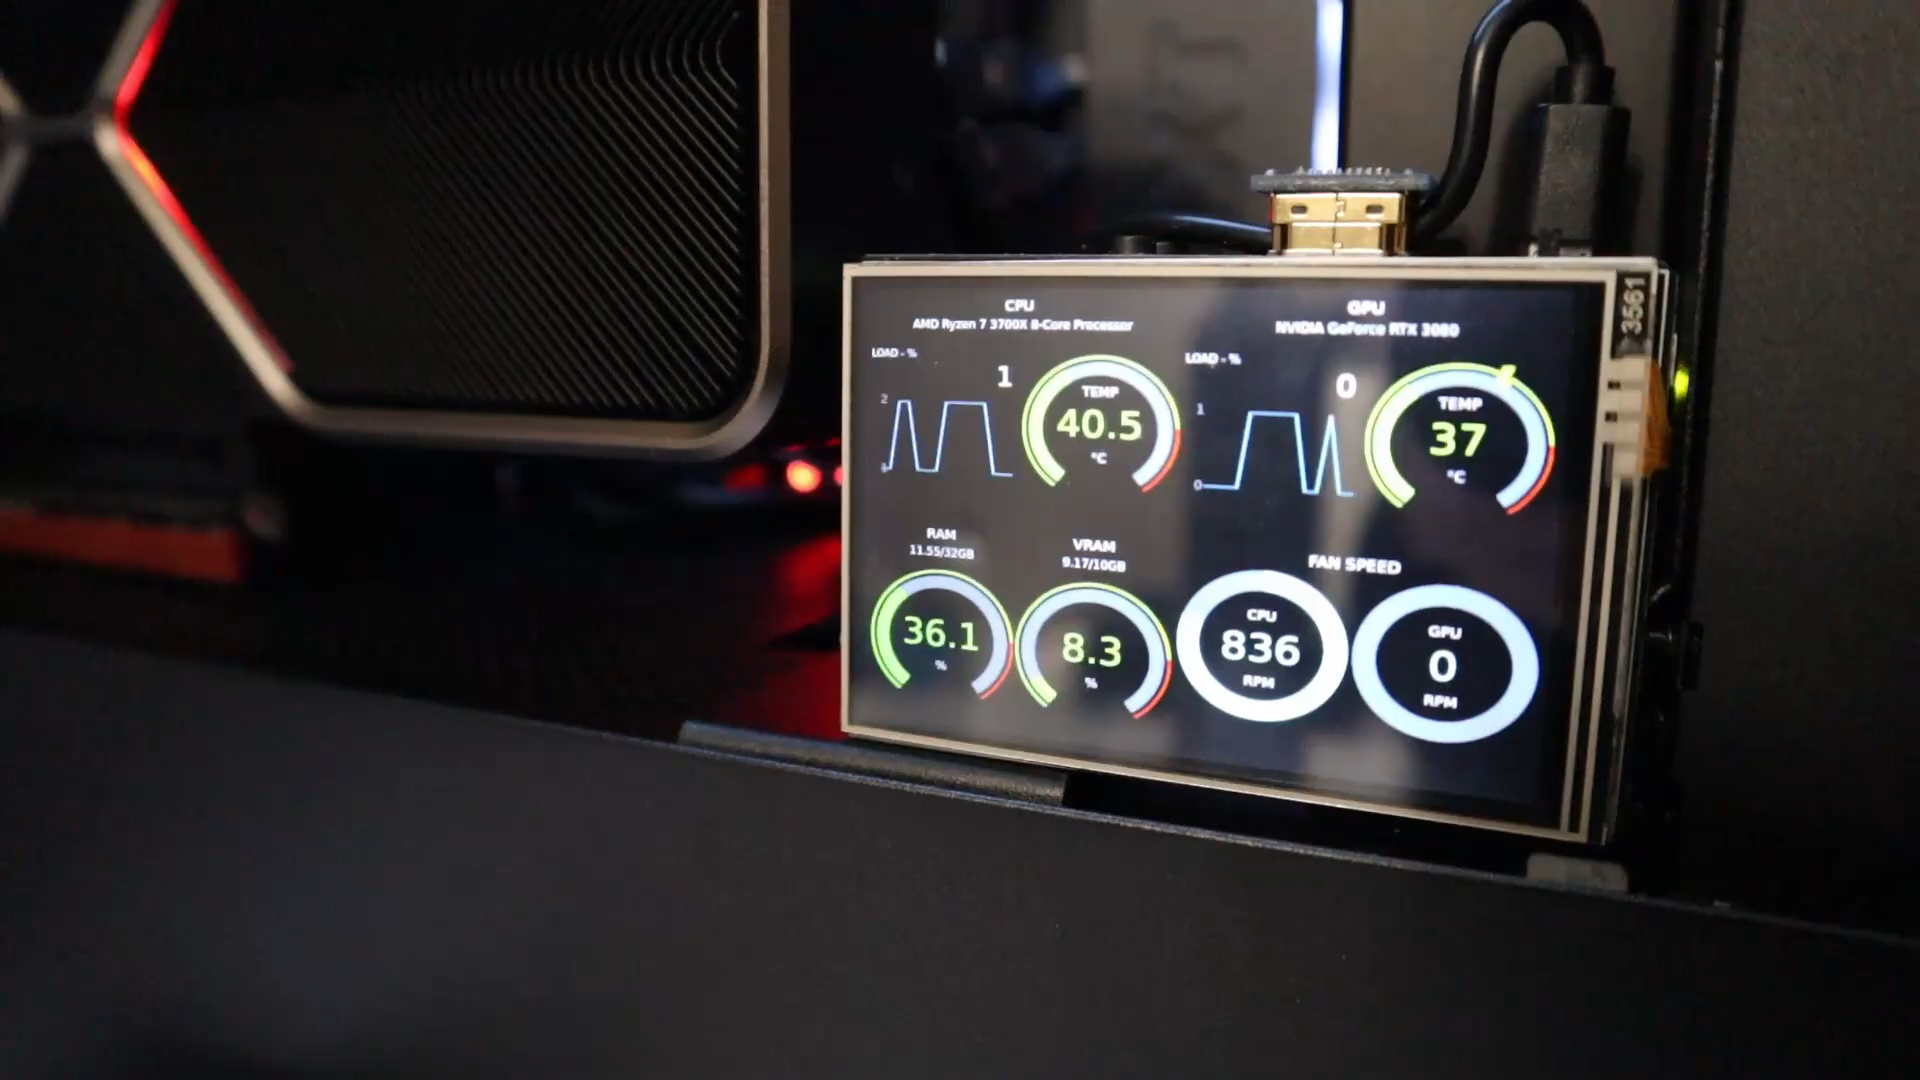 CPU
AMD Ryzen 7 3700X 8-Core Processor
LOAD - %
1
2
TEMP
40.5
°C
GPU
NVIDIA GeForce RTX 3080
LOAD - %
0
1
0
TEMP
37
°C
RAM
11.55/32GB
36.1
%
VRAM
9.17/10GB
8.3
%
FAN SPEED
CPU
836
RPM
GPU
0
RPM
3561